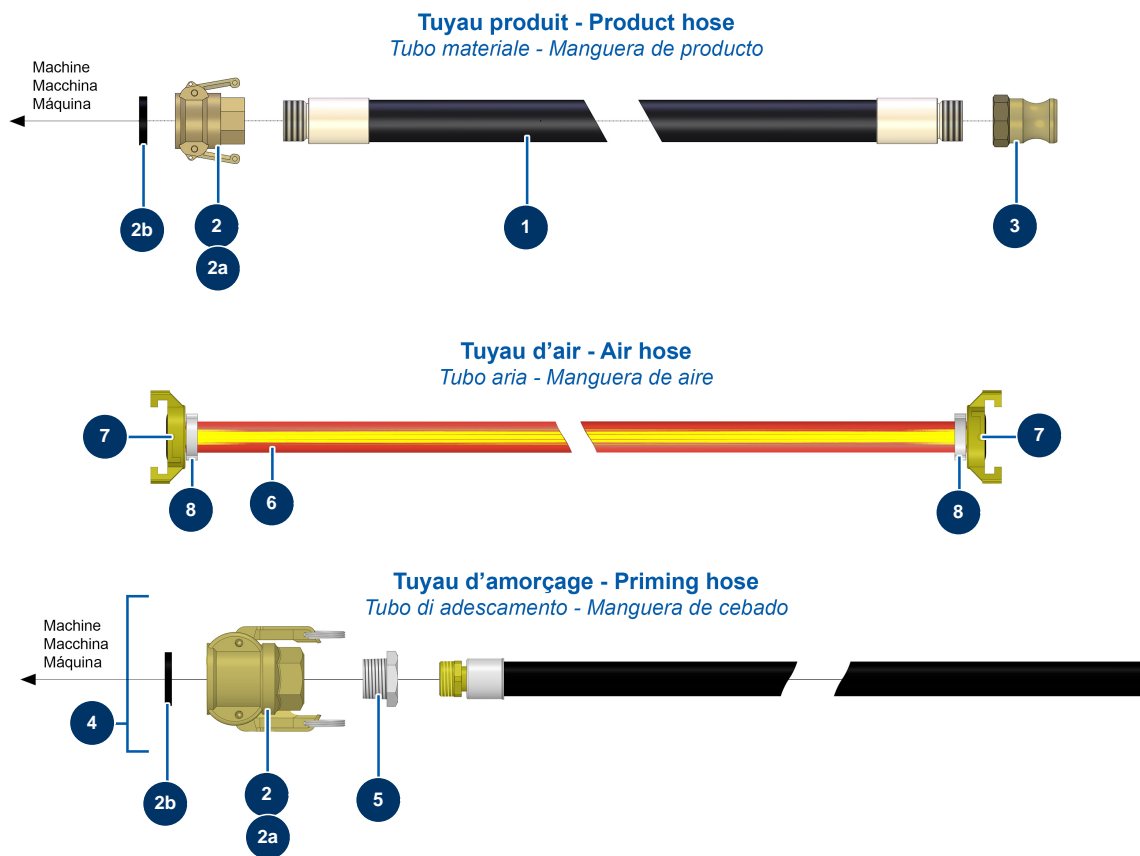 Tuyau produit - Product hose
Tubo materiale - Manguera de producto
Machine
Macchina
Máquina
2b
2
2a
1
3
Tuyau d'air - Air hose
Tubo aria - Manguera de aire
7
7
8
6
8
Tuyau d'amorçage - Priming hose
Tubo di adescamento - Manguera de cebado
Machine
Macchina
Máquina
4
2b
2
2a
5